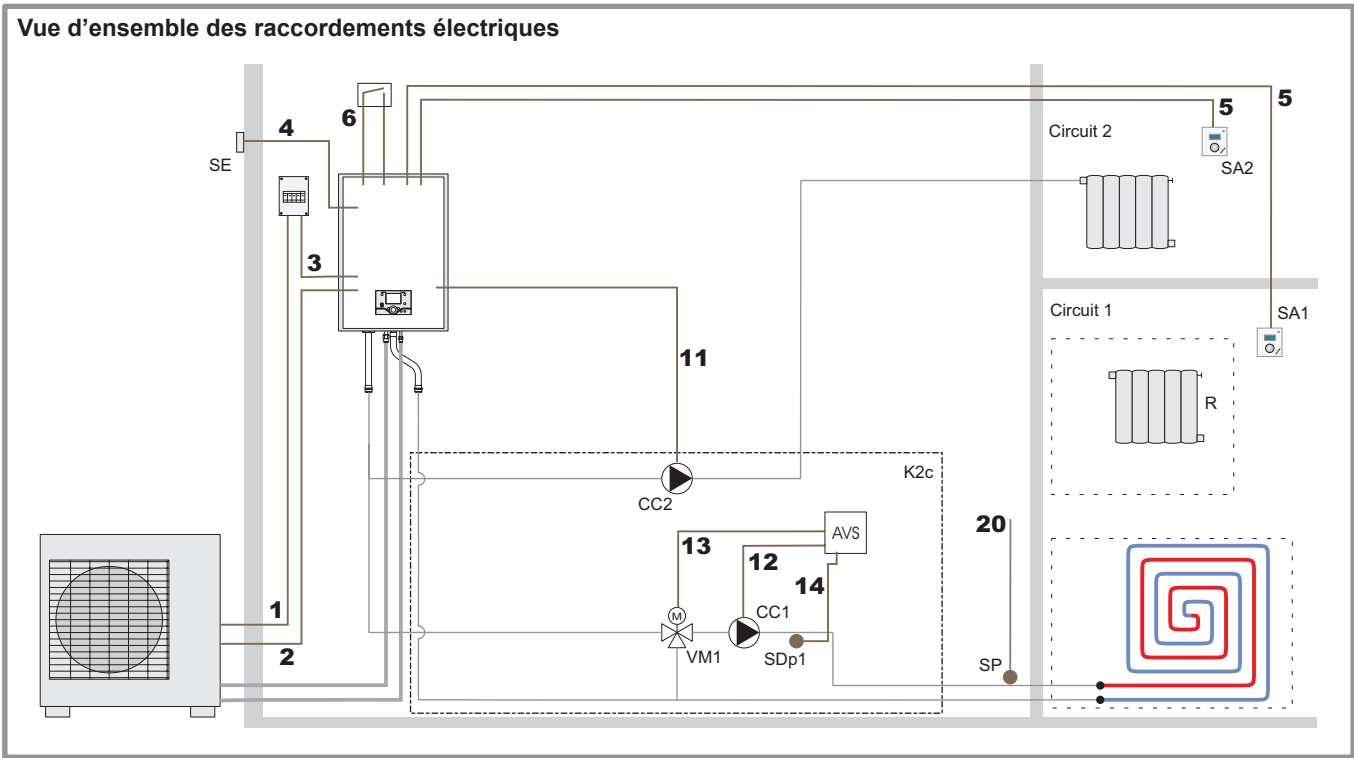 Vue d’ensemble des raccordements électriques
6
5
5
4
SE
Circuit 2
SA2
3
Circuit 1
SA1
11
R
K2c
CC2
20
13
AVS
12
14
1
M
CC1
2
VM1
SDp1
SP